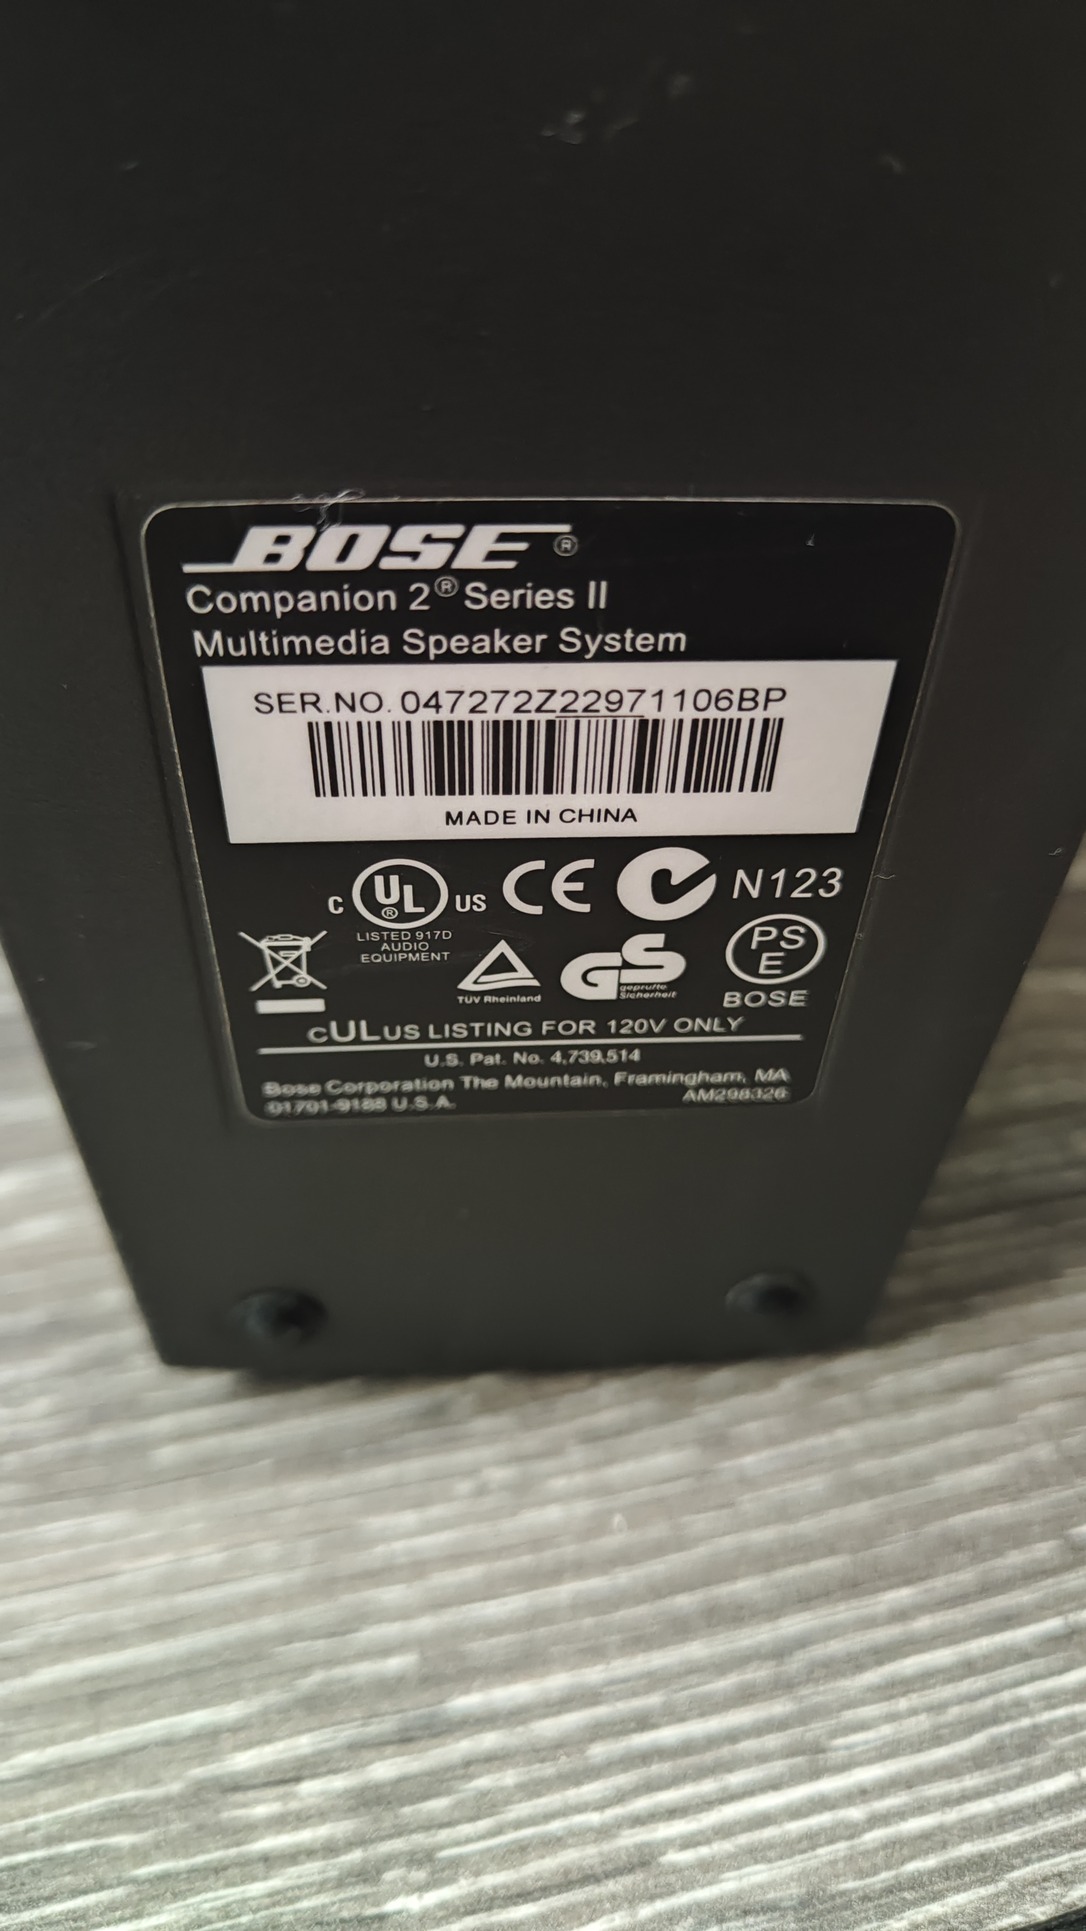 BOSE®
Companion 2® Series II
Multimedia Speaker System
SER.NO. 047272Z22971106BP
MADE IN CHINA
C UL® US CE N123
LISTED 917D
AUDIO
EQUIPMENT
TÜV Rheinland
GS
geprüfte
Sicherheit
PS
E
BOSE
cULUS LISTING FOR 120V ONLY
U.S. Pat. No. 4,739,514
Bose Corporation The Mountain, Framingham, MA
01701-9188 U.S.A. AM298326